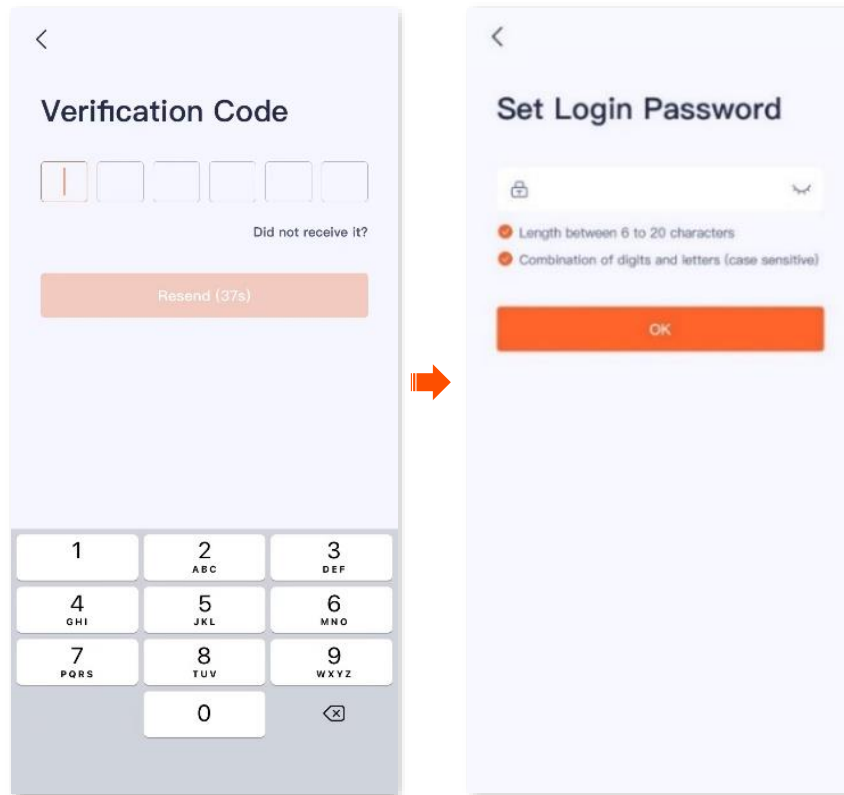 Verification Code
Did not receive it?
Resend (37s)
1
2
ABC
3
DEF
4
GHI
5
JKL
6
MNO
7
PQRS
8
TUV
9
WXYZ
0
Set Login Password
Length between 6 to 20 characters
Combination of digits and letters (case sensitive)
OK